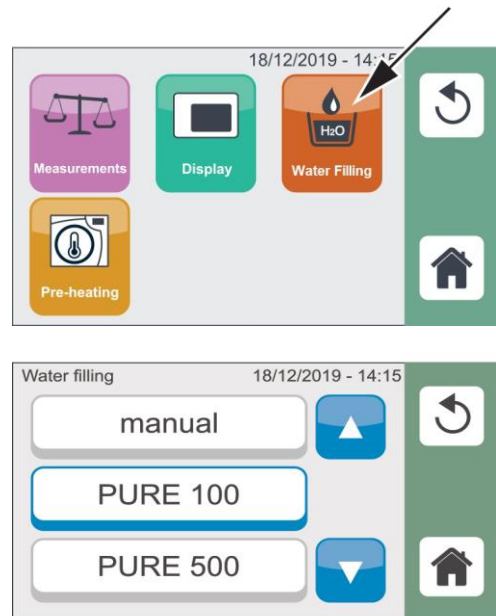 18/12/2019 - 14:15
H₂O
Measurements
Display
Water Filling
Pre-heating
Water filling
18/12/2019 - 14:15
manual
PURE 100
PURE 500